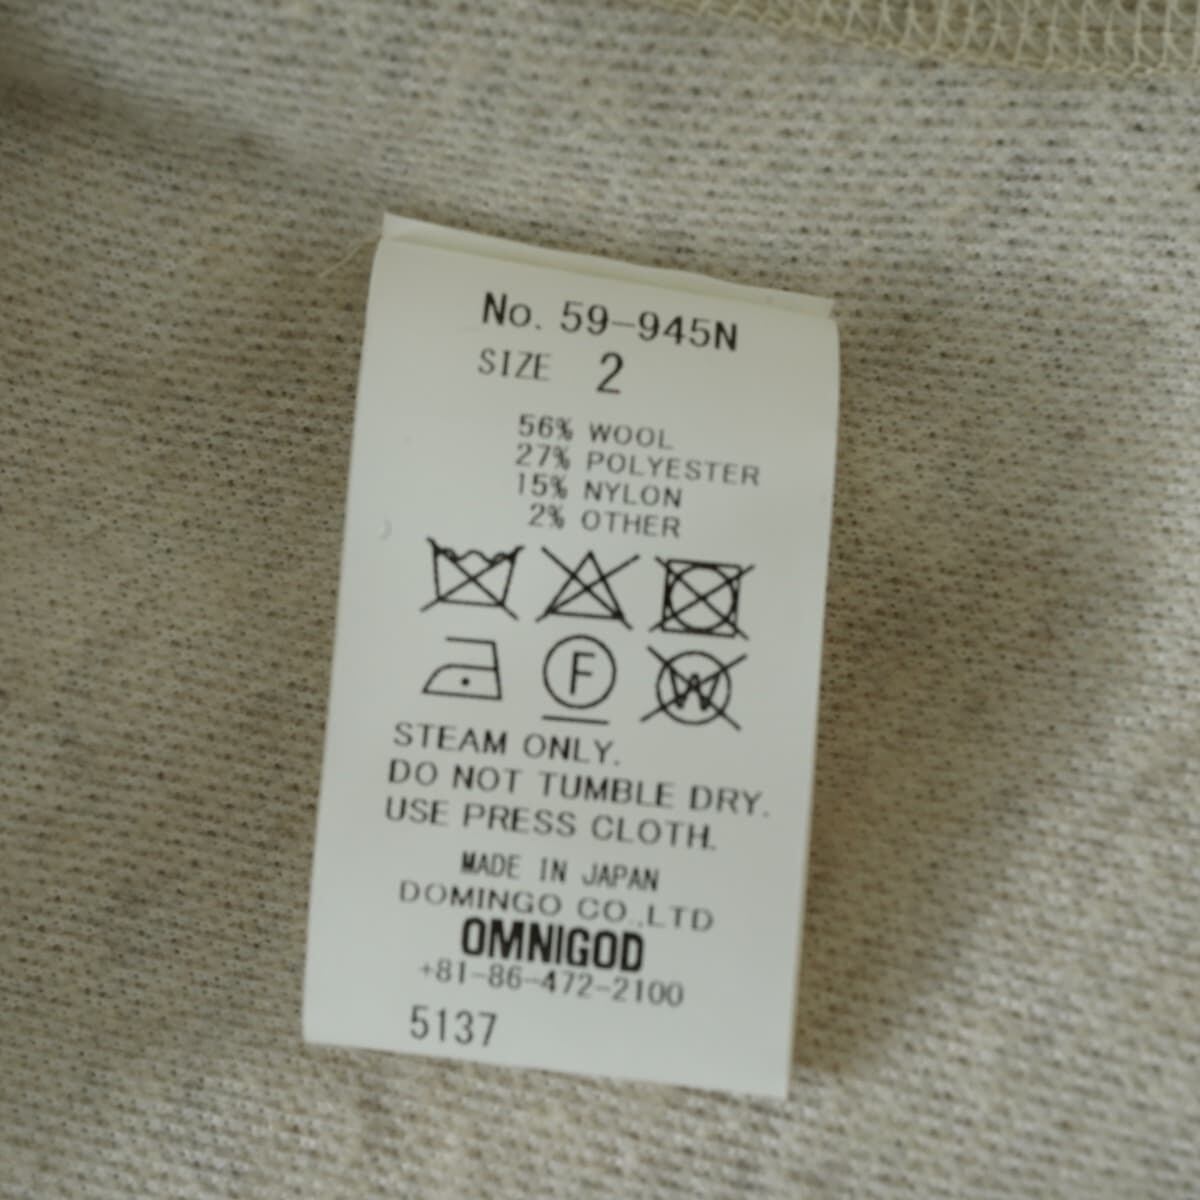 No. 59-945N
SIZE 2
56% WOOL
27% POLYESTER
15% NYLON
2% OTHER
F W
STEAM ONLY.
DO NOT TUMBLE DRY.
USE PRESS CLOTH.
MADE IN JAPAN
DOMINGO CO.,LTD
OMNIGOD
+81-86-472-2100
5137